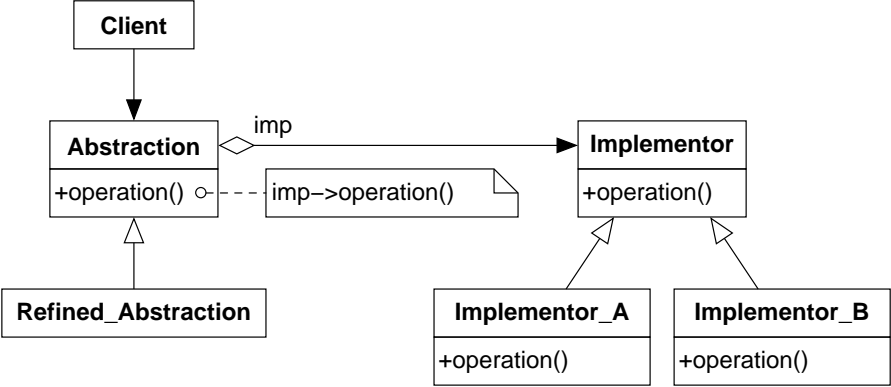 Client
imp
Abstraction
Implementor
+operation()
imp−>operation()
+operation()
Refined_Abstraction
Implementor_A
Implementor_B
+operation()
+operation()